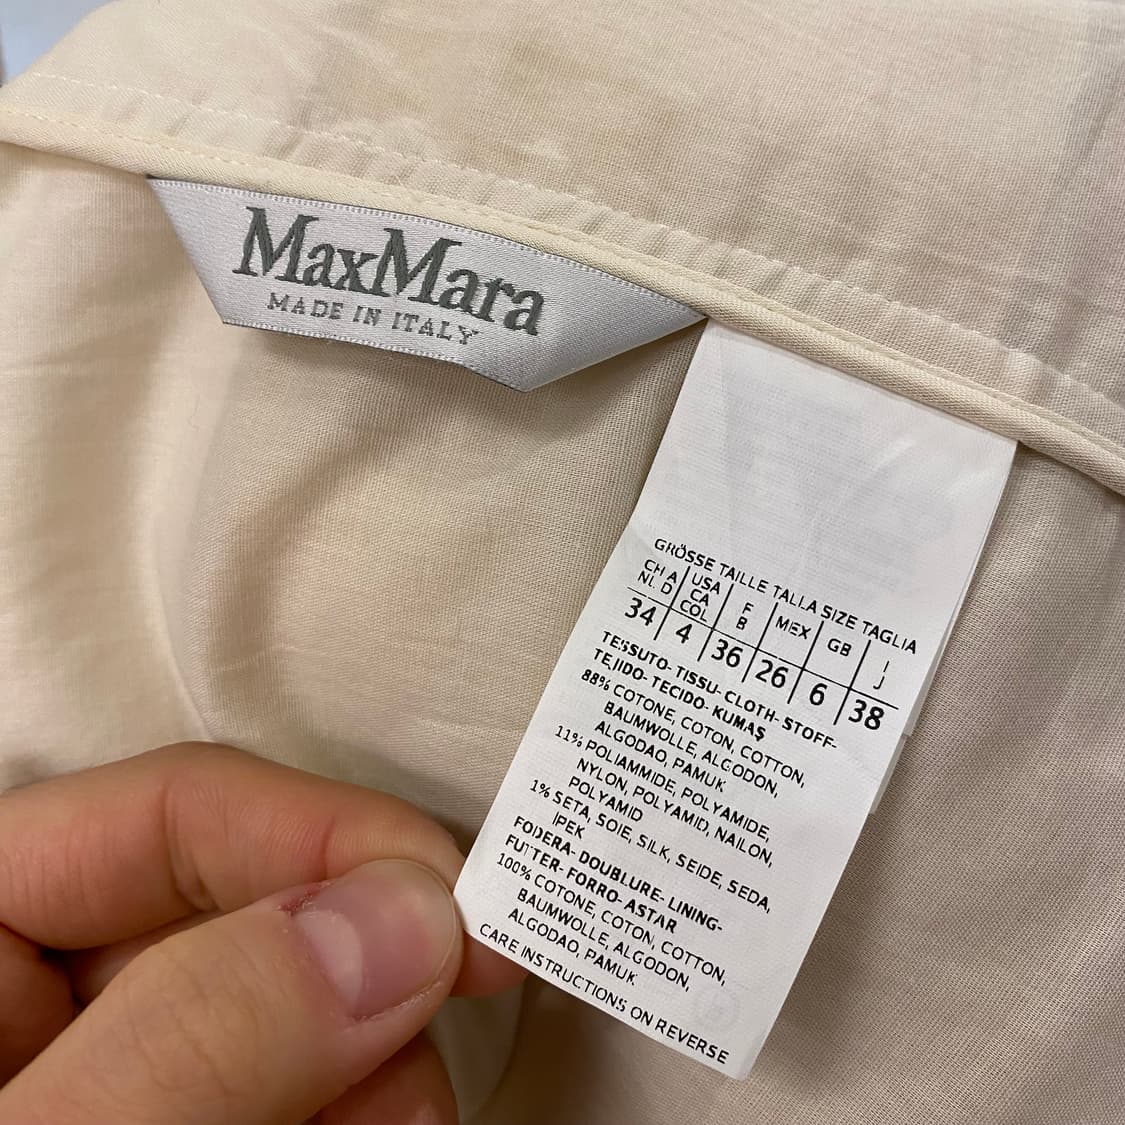 MaxMara
MADE IN ITALY
GRÖSSE TAILLE TALLA SIZE TAGLIA
CH A NL D | USA CA COL | F B | MEX | GB | I J
34 | 4 | 36 | 26 | 6 | 38
TESSUTO- TISSU- CLOTH- STOFF-
TEJIDO- TECIDO- KUMAŞ
88% COTONE, COTON, COTTON,
BAUMWOLLE, ALGODON,
ALGODAO, PAMUK
11% POLIAMMIDE, POLYAMIDE,
NYLON, POLYAMID, NAILON,
POLYAMID
1% SETA, SOIE, SILK, SEIDE, SEDA,
IPEK
FODERA- DOUBLURE- LINING-
FUTTER- FORRO- ASTAR
100% COTONE, COTON, COTTON,
BAUMWOLLE, ALGODON,
ALGODAO, PAMUK
CARE INSTRUCTIONS ON REVERSE